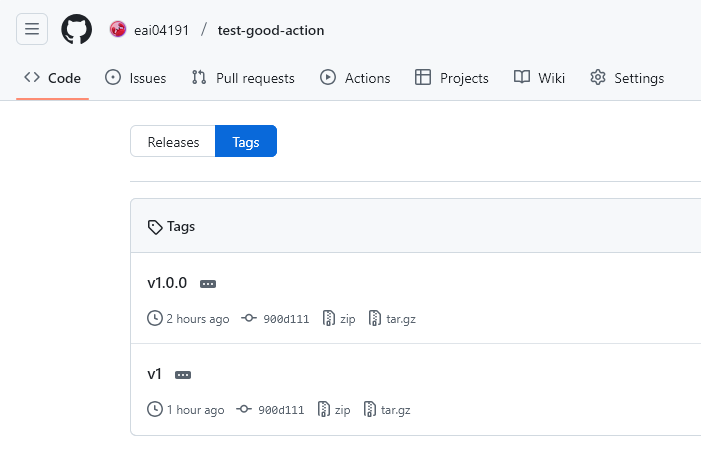 eai04191 / test-good-action
Code Issues Pull requests Actions Projects Wiki Settings
Releases Tags
Tags
v1.0.0
2 hours ago 900d111 zip tar.gz
v1
1 hour ago 900d111 zip tar.gz